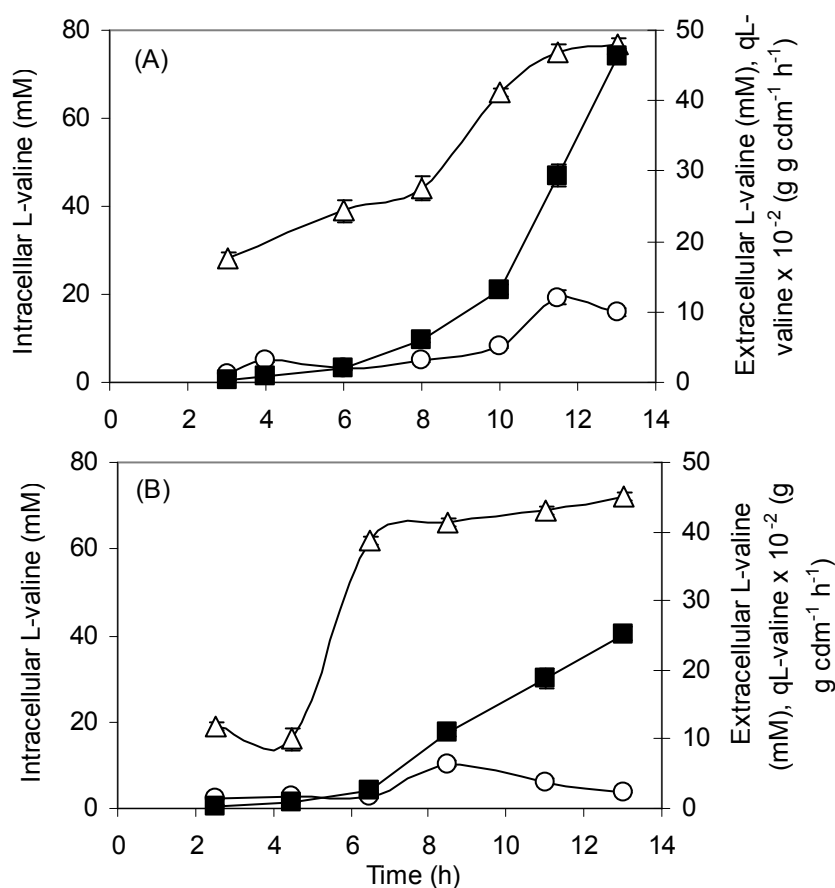 (A)
80
60
40
20
0
Intracelllar L-valine (mM)
50
40
30
20
10
0
Extracellular L-valine (mM), qL-
valine x 10⁻² (g g cdm⁻¹ h⁻¹)
0 2 4 6 8 10 12 14
(B)
80
60
40
20
0
Intracellular L-valine (mM)
50
40
30
20
10
0
Extracellular L-valine
(mM), qL-valine x 10⁻² (g
g cdm⁻¹ h⁻¹)
0 2 4 6 8 10 12 14
Time (h)